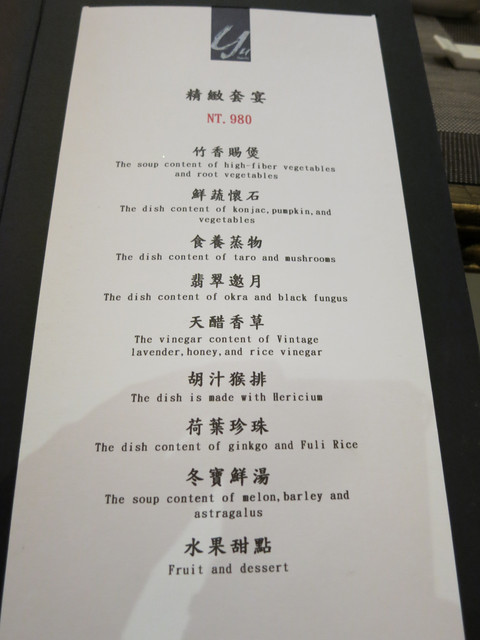 yu
精緻套宴
NT.980
竹香賜煲
The soup content of high-fiber vegetables
and root vegetables
鮮蔬懷石
The dish content of konjac,pumpkin,and
vegetables
食養蒸物
The dish content of taro and mushrooms
翡翠邀月
The dish content of okra and black fungus
天醋香草
The vinegar content of Vintage
lavender,honey,and rice vinegar
胡汁猴排
The dish is made with Hericium
荷葉珍珠
The dish content of ginkgo and Fuli Rice
冬寶鮮湯
The soup content of melon,barley and
astragalus
水果甜點
Fruit and dessert